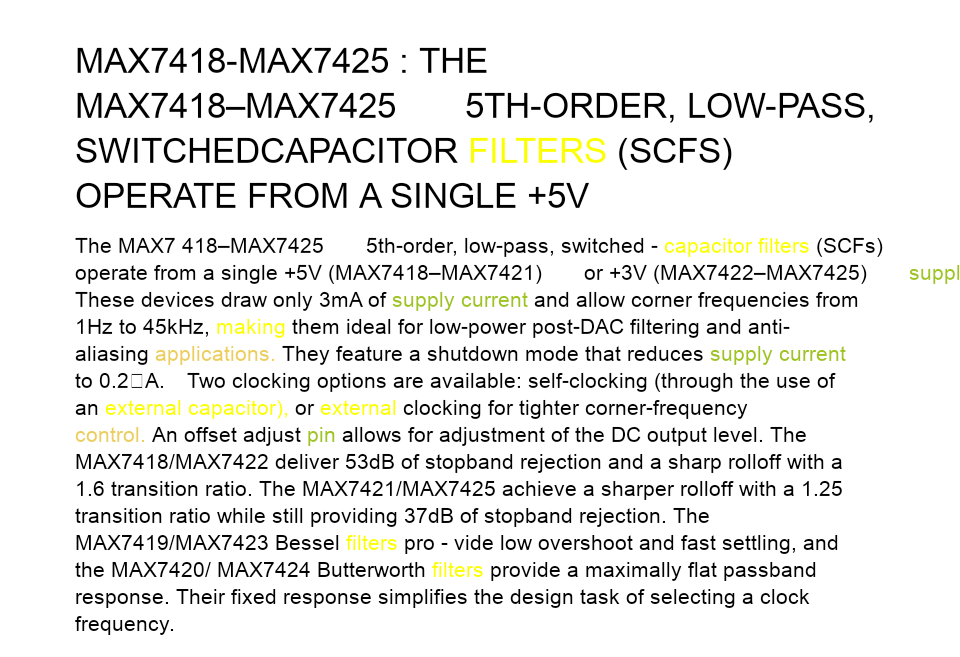 MAX7418-MAX7425 : THE
MAX7418–MAX7425 5TH-ORDER, LOW-PASS,
SWITCHEDCAPACITOR FILTERS (SCFS)
OPERATE FROM A SINGLE +5V
The MAX7 418–MAX7425 5th-order, low-pass, switched - capacitor filters (SCFs)
operate from a single +5V (MAX7418–MAX7421) or +3V (MAX7422–MAX7425) suppl
These devices draw only 3mA of supply current and allow corner frequencies from
1Hz to 45kHz, making them ideal for low-power post-DAC filtering and anti-
aliasing applications. They feature a shutdown mode that reduces supply current
to 0.2□A. Two clocking options are available: self-clocking (through the use of
an external capacitor), or external clocking for tighter corner-frequency
control. An offset adjust pin allows for adjustment of the DC output level. The
MAX7418/MAX7422 deliver 53dB of stopband rejection and a sharp rolloff with a
1.6 transition ratio. The MAX7421/MAX7425 achieve a sharper rolloff with a 1.25
transition ratio while still providing 37dB of stopband rejection. The
MAX7419/MAX7423 Bessel filters pro - vide low overshoot and fast settling, and
the MAX7420/ MAX7424 Butterworth filters provide a maximally flat passband
response. Their fixed response simplifies the design task of selecting a clock
frequency.